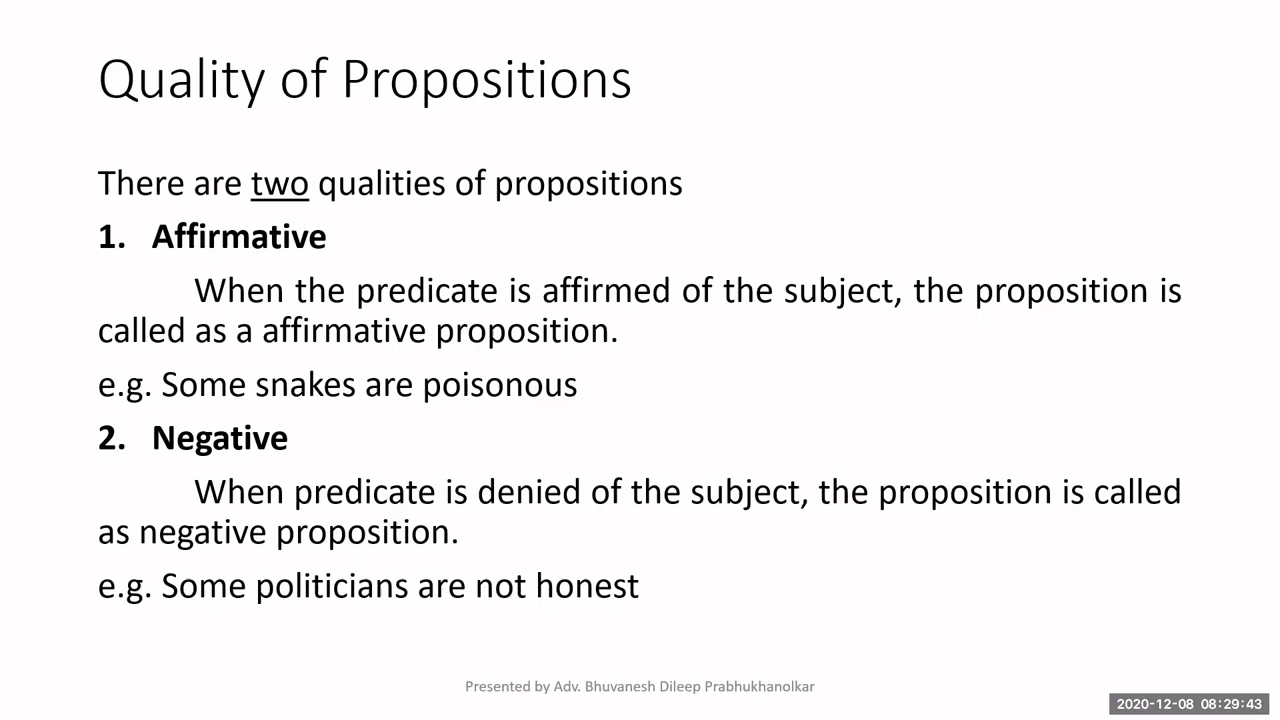 Quality of Propositions
There are two qualities of propositions
1. Affirmative
When the predicate is affirmed of the subject, the proposition is
called as a affirmative proposition.
e.g. Some snakes are poisonous
2. Negative
When predicate is denied of the subject, the proposition is called
as negative proposition.
e.g. Some politicians are not honest
Presented by Adv. Bhuvanesh Dileep Prabhukhanolkar
2020-12-08 08:29:43